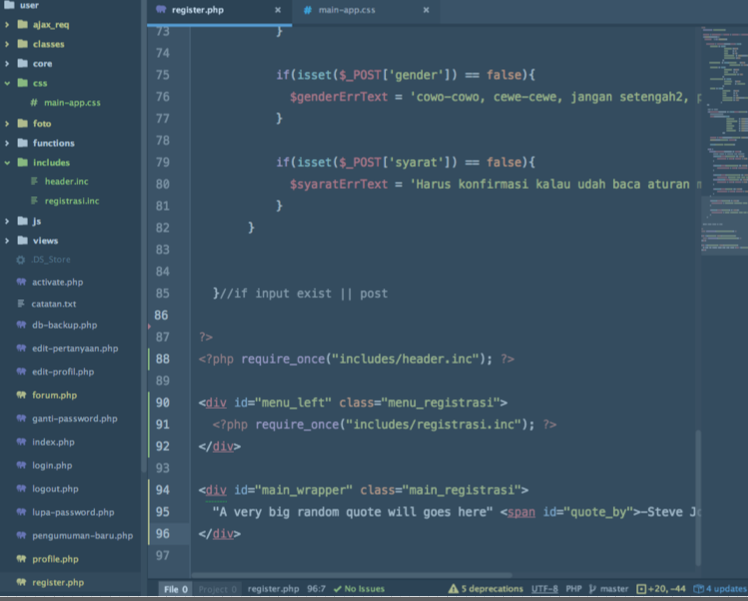 user
ajax_req
classes
core
css
main-app.css
foto
functions
includes
header.inc
registrasi.inc
js
views
.DS_Store
activate.php
catatan.txt
db-backup.php
edit-pertanyaan.php
edit-profil.php
forum.php
ganti-password.php
index.php
login.php
logout.php
lupa-password.php
pengumuman-baru.php
profile.php
register.php
register.php × # main-app.css ×
73 }
74
75 if(isset($_POST['gender']) == false){
76 $genderErrText = 'cowo-cowo, cewe-cewe, jangan setengah2,
77 }
78
79 if(isset($_POST['syarat']) == false){
80 $syaratErrText = 'Harus konfirmasi kalau udah baca aturan
81 }
82 }
83
84
85 }//if input exist || post
86
87 ?>
88 <?php require_once("includes/header.inc"); ?>
89
90 <div id="menu_left" class="menu_registrasi">
91 <?php require_once("includes/registrasi.inc"); ?>
92 </div>
93
94 <div id="main_wrapper" class="main_registrasi">
95 "A very big random quote will goes here" <span id="quote_by">—Steve J
96 </div>
97
File 0 Project 0 register.php 96:7 ✓ No Issues 5 deprecations UTF-8 PHP master +20, -44 4 updates